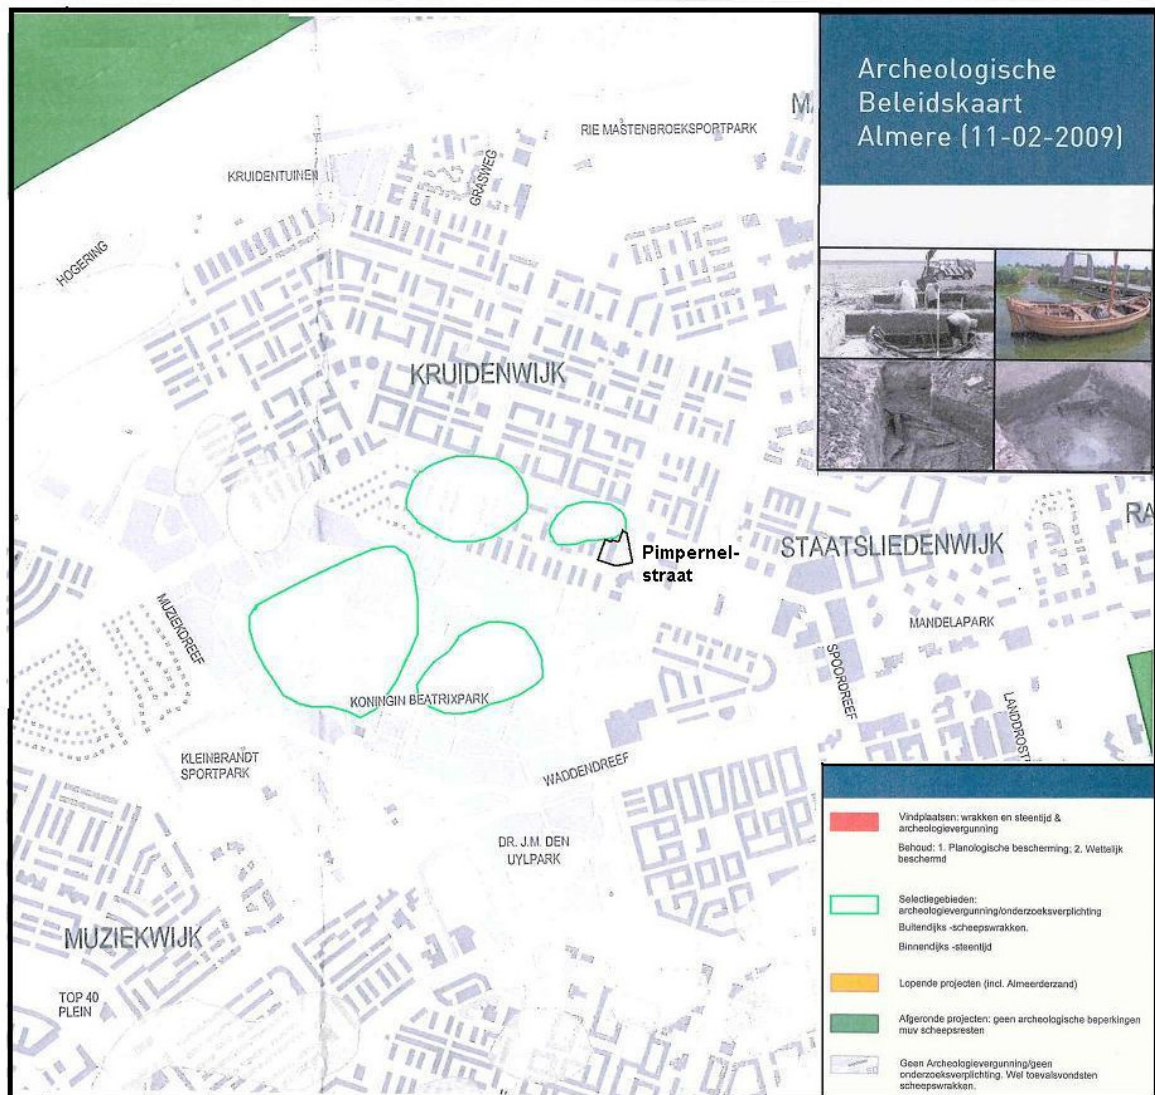 Archeologische
Beleidskaart
Almere (11-02-2009)
RIE MASTENBROEKSPORTPARK
KRUIDENTUINEN
GRASWEG
HOGERING
KRUIDENWIJK
Pimpernel-
straat
STAATSLIEDENWIJK
RA
MUZIEKDREEF
MANDELAPARK
SPOORDREEF
LANDDROST
KONINGIN BEATRIXPARK
KLEINBRANDT
SPORTPARK
WADDENDREEF
DR. J.M. DEN
UYLPARK
MUZIEKWIJK
TOP 40
PLEIN
Vindplaatsen: wrakken en steentijd &
archeologievergunning
Behoud: 1. Planologische bescherming; 2. Wettelijk
beschermd
Selectiegebieden:
archeologievergunning/onderzoeksverplichting
Buitendijks -scheepswrakken.
Binnendijks -steentijd
Lopende projecten (incl. Almeerderzand)
Afgeronde projecten: geen archeologische beperkingen
muv scheepsresten
Geen Archeologievergunning/geen
onderzoeksverplichting. Wel toevalsvondsten
scheepswrakken.